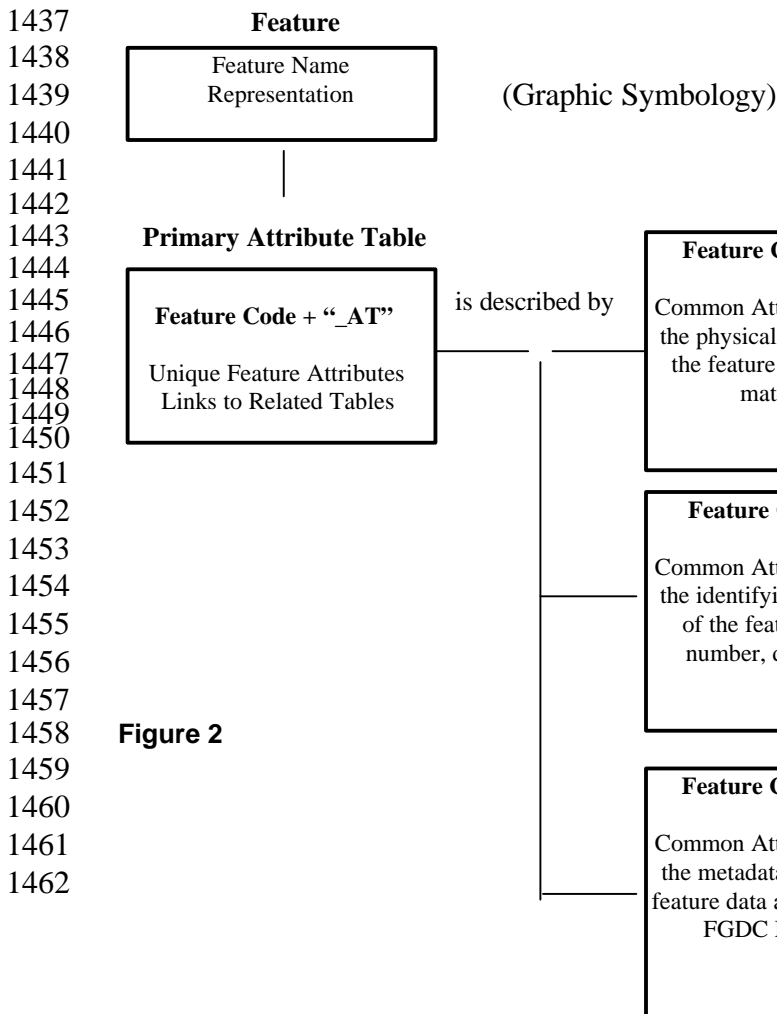 1437 Feature
1438 Feature Name
1439 Representation (Graphic Symbology)
1440
1441
1442
1443 Primary Attribute Table Feature C
1444
1445 Feature Code + “_AT” is described by Common Att
1446 the physical
1447 Unique Feature Attributes the feature
1448 Links to Related Tables mat
1449
1450
1451
1452 Feature
1453 Common Att
1454 the identifyi
1455 of the feat
1456 number, c
1457
1458 Figure 2
1459 Feature C
1460
1461 Common Att
1462 the metadata
feature data a
FGDC